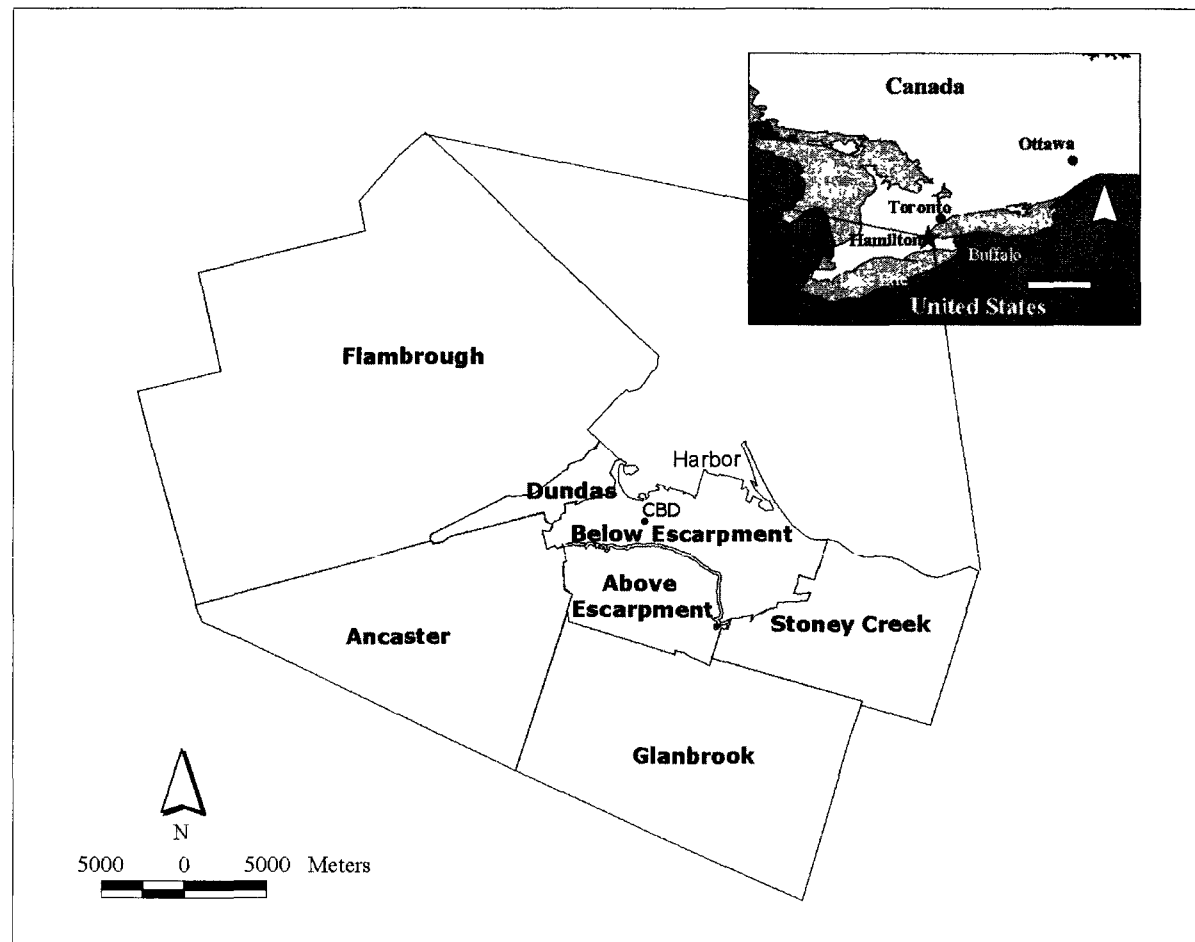 Canada
Ottawa
Toronto
Hamilton
Buffalo
United States
Flambrough
Harbor
Dundas
CBD
Below Escarpment
Above
Escarpment
Stoney Creek
Ancaster
Glanbrook
N
5000 0 5000 Meters